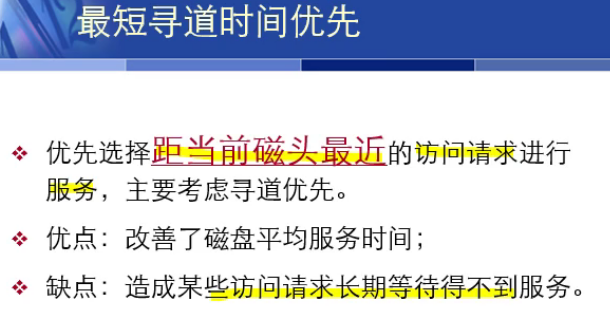 最短寻道时间优先
优先选择距当前磁头最近的访问请求进行
服务，主要考虑寻道优先。
优点：改善了磁盘平均服务时间；
缺点：造成某些访问请求长期等待得不到服务。